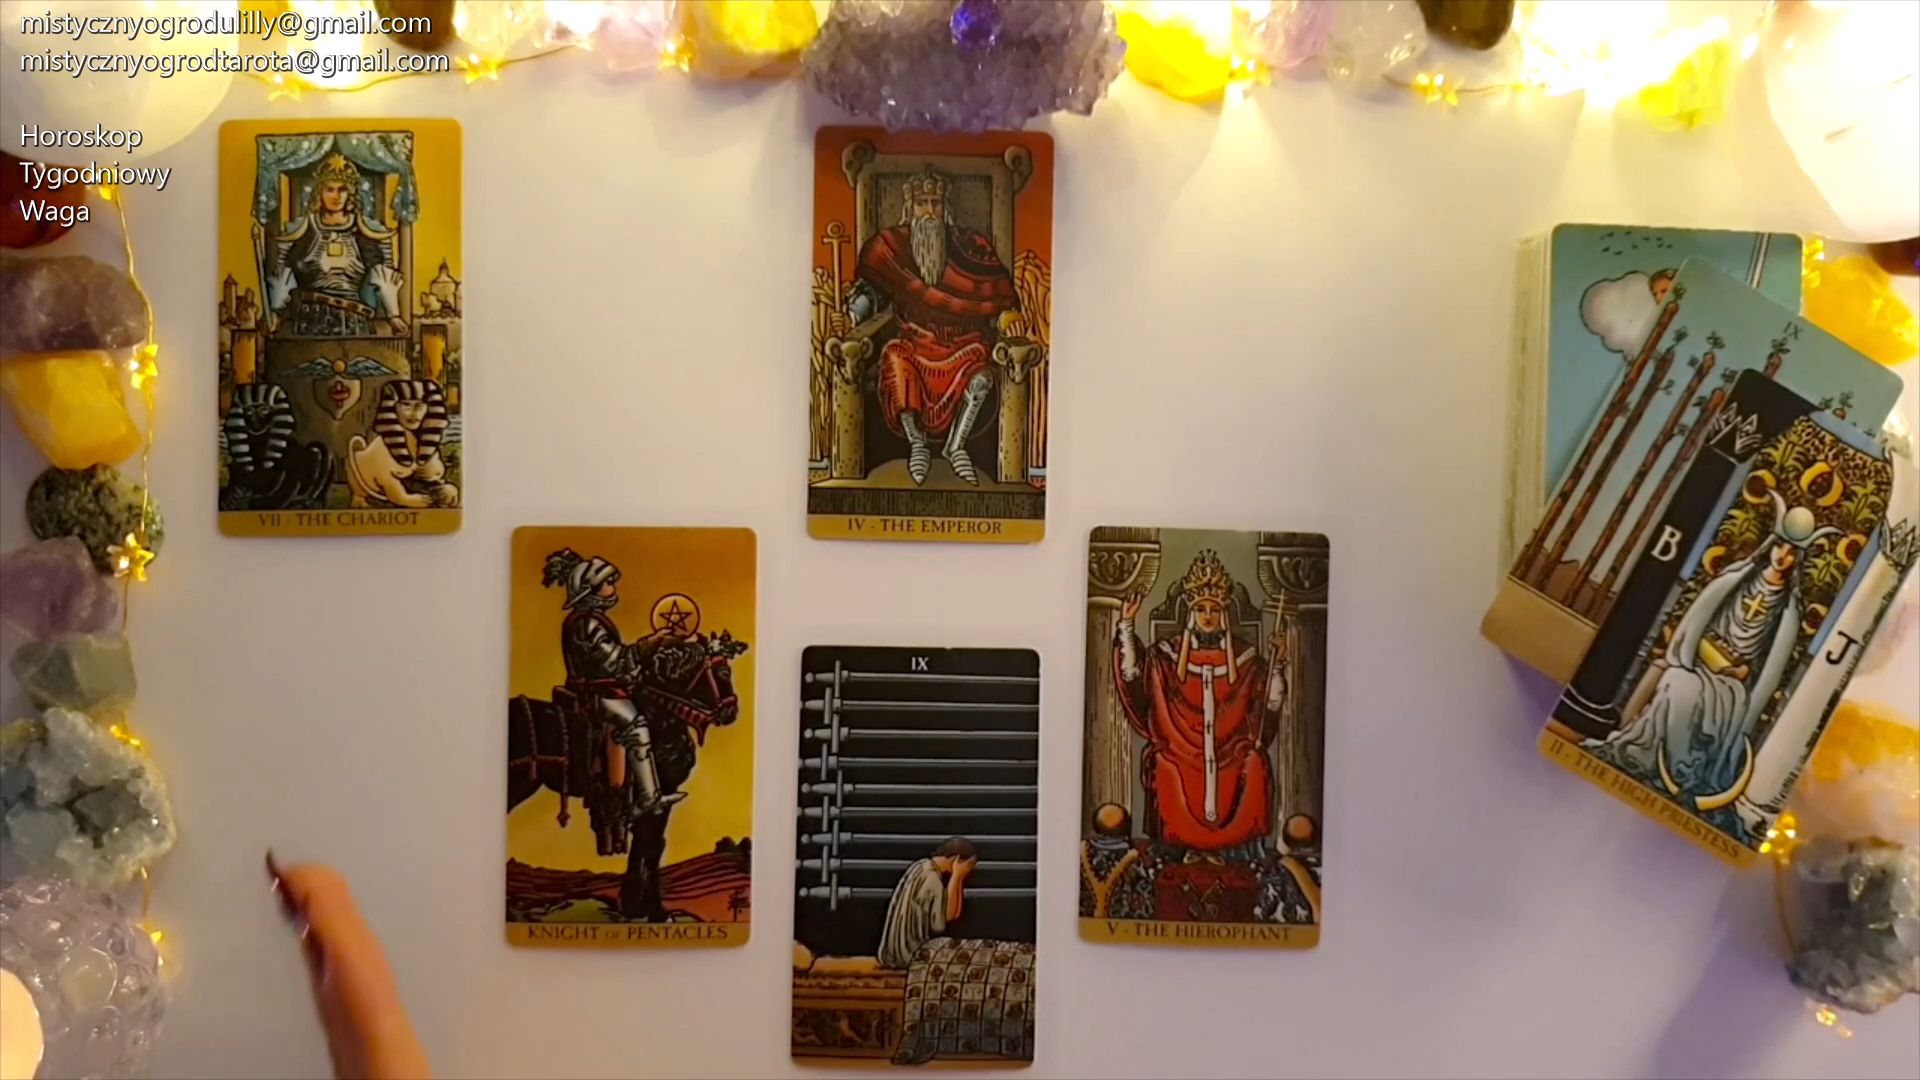 mistycznyogrodulilly@gmail.com
mistycznyogrodtarota@gmail.com
Horoskop
Tygodniowy
Waga
VII - THE CHARIOT
IV - THE EMPEROR
IX
B
J
II - THE HIGH PRIESTESS
KNIGHT OF PENTACLES
IX
V - THE HIEROPHANT